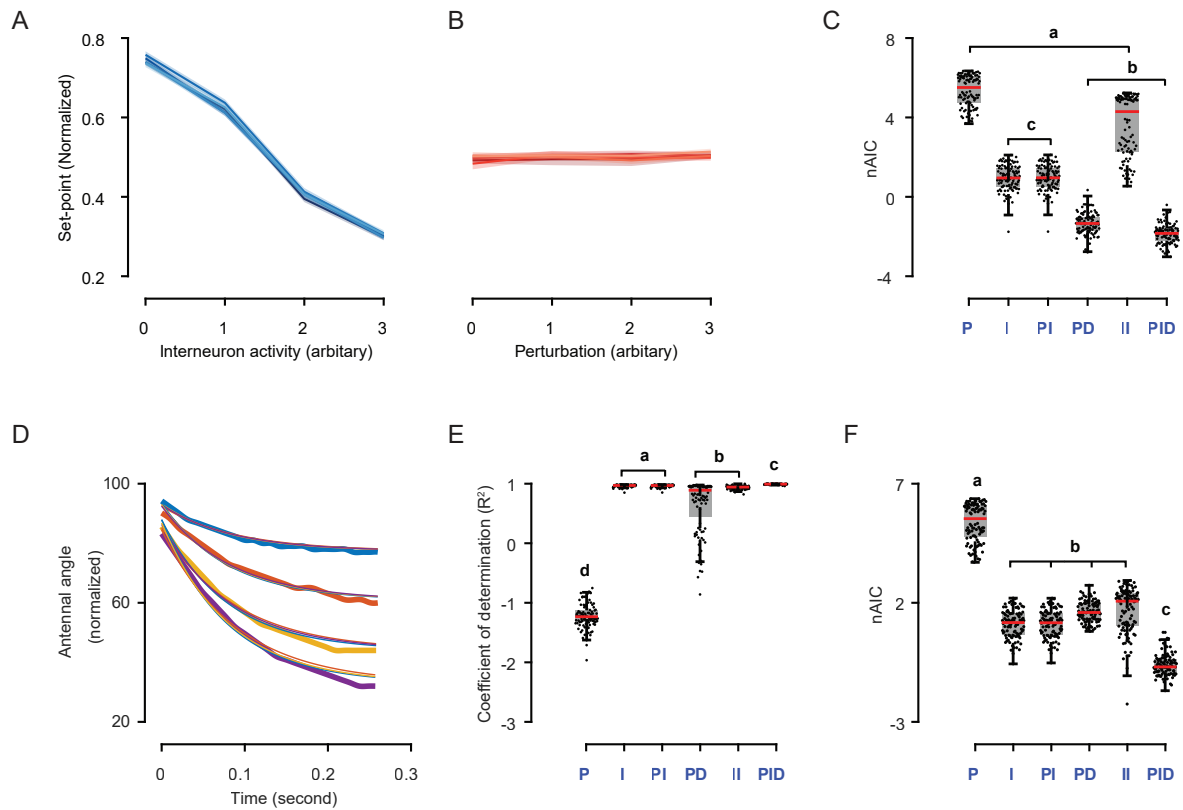 A
B
C
Set-point (Normalized)
0.8
0.6
0.4
0.2
0
1
2
3
Interneuron activity (arbitary)
0
1
2
3
Perturbation (arbitary)
nAIC
8
4
0
-4
a
b
c
P
I
PI
PD
II
PID
D
E
F
Antennal angle
(normalized)
100
60
20
0
0.1
0.2
0.3
Time (second)
Coefficient of determination (R²)
1
0
-1
-2
-3
d
a
b
c
P
I
PI
PD
II
PID
nAIC
7
2
-3
a
b
c
P
I
PI
PD
II
PID